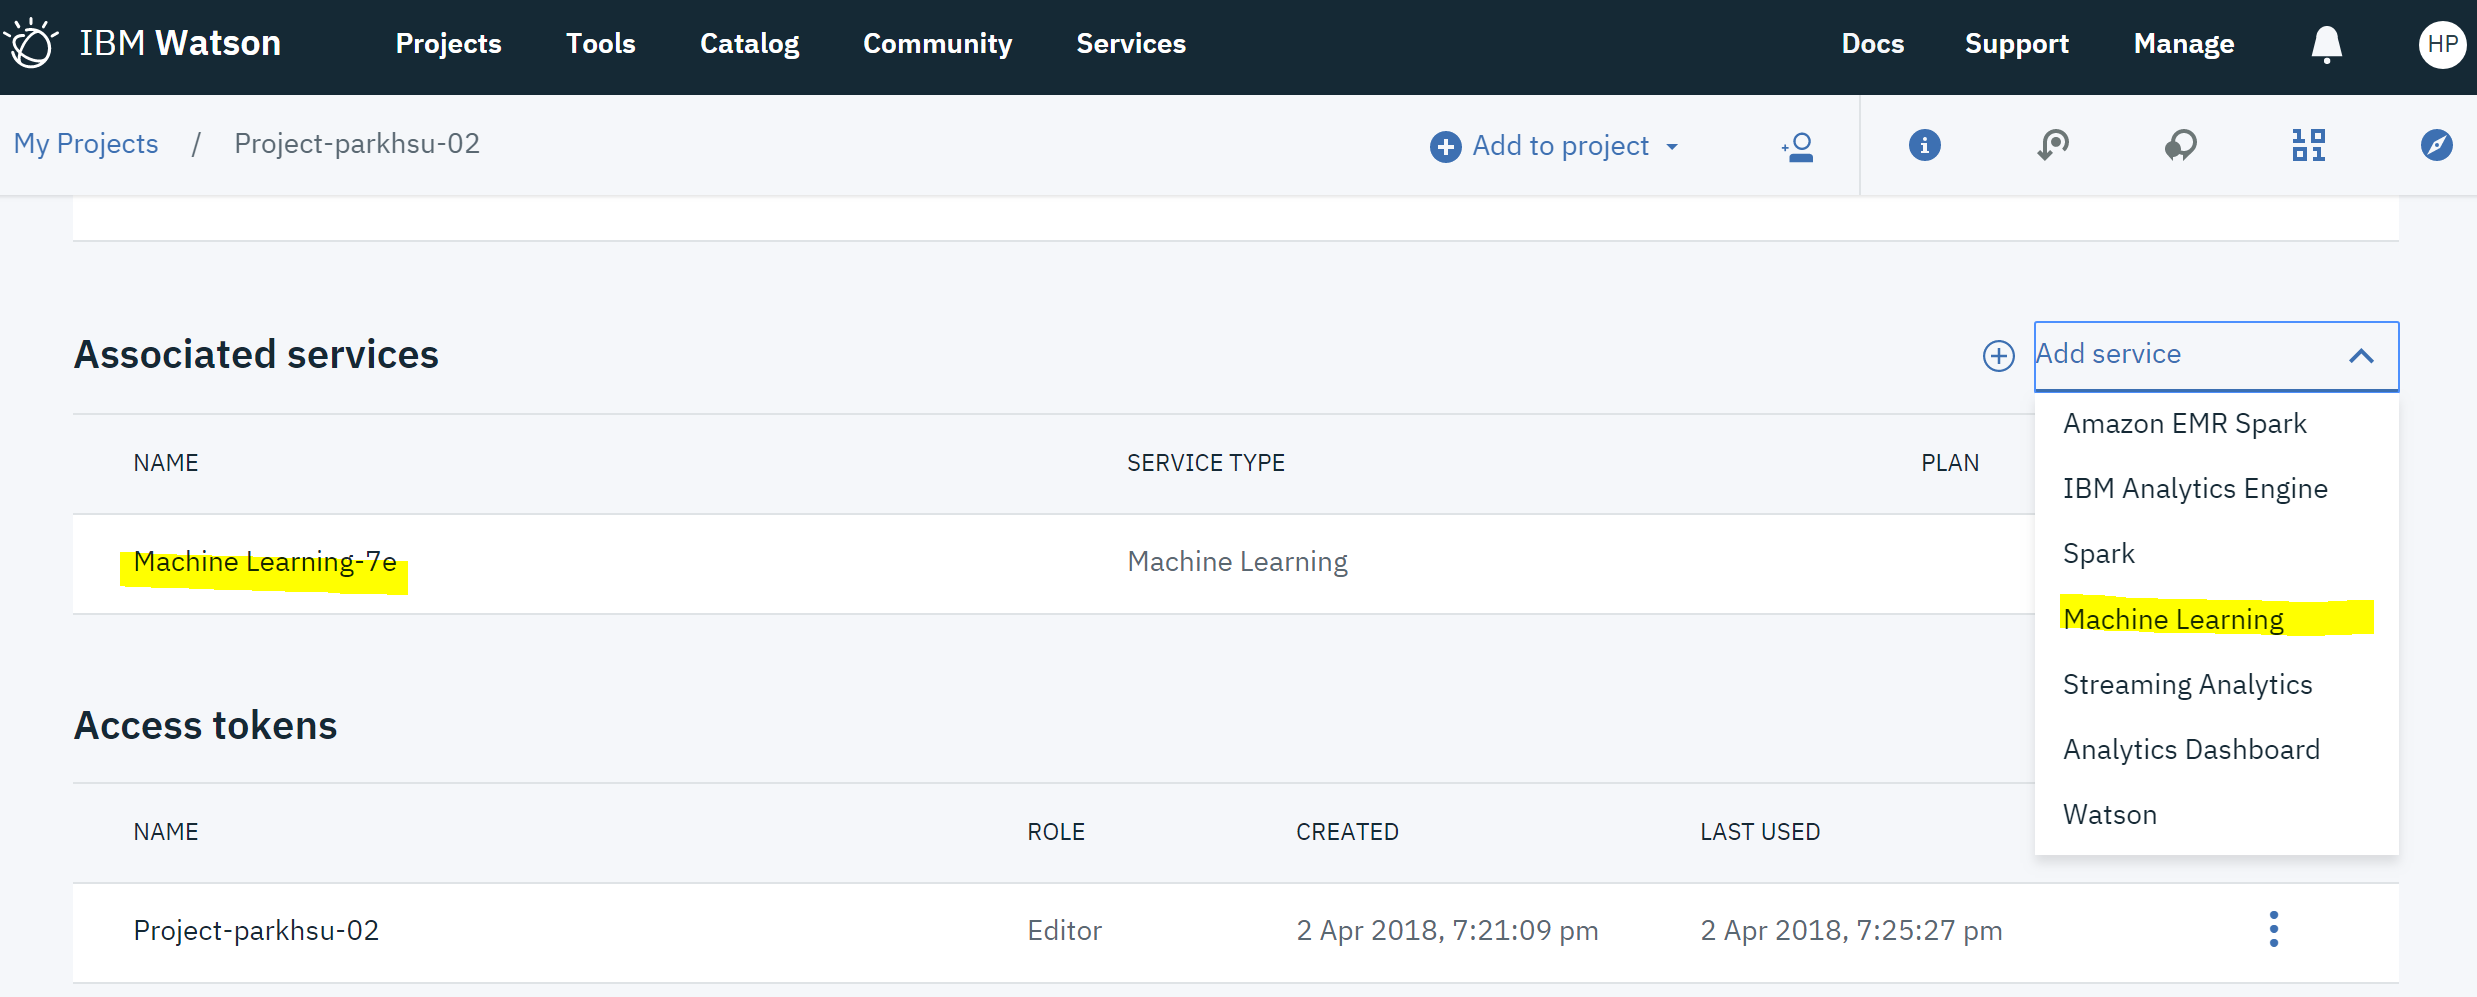 IBM Watson Projects Tools Catalog Community Services Docs Support Manage HP
My Projects / Project-parkhsu-02 Add to project
Associated services Add service
Amazon EMR Spark
NAME SERVICE TYPE PLAN
IBM Analytics Engine
Spark
Machine Learning-7e Machine Learning
Machine Learning
Streaming Analytics
Access tokens
Analytics Dashboard
Watson
NAME ROLE CREATED LAST USED
Project-parkhsu-02 Editor 2 Apr 2018, 7:21:09 pm 2 Apr 2018, 7:25:27 pm